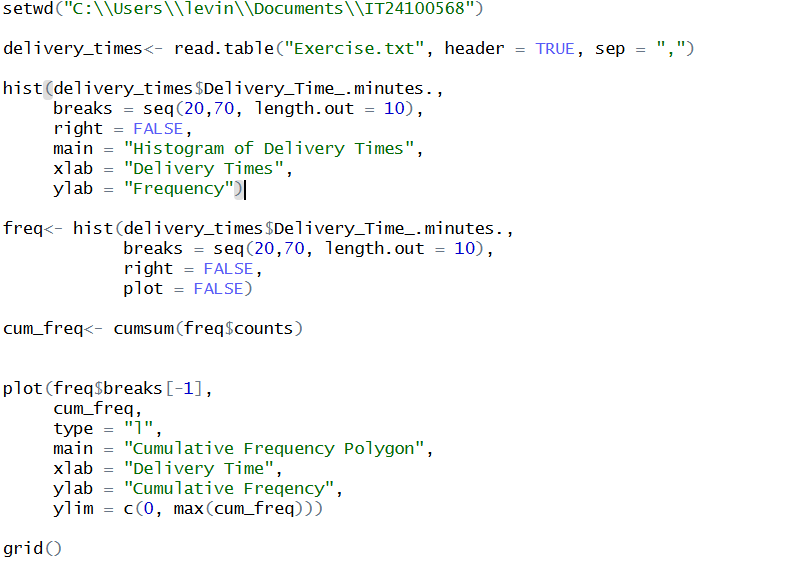 setwd("C:\\Users\\levin\\Documents\\IT24100568")
delivery_times<- read.table("Exercise.txt", header = TRUE, sep = ",")
hist(delivery_times$Delivery_Time_.minutes.,
breaks = seq(20,70, length.out = 10),
right = FALSE,
main = "Histogram of Delivery Times",
xlab = "Delivery Times",
ylab = "Frequency")
freq<- hist(delivery_times$Delivery_Time_.minutes.,
breaks = seq(20,70, length.out = 10),
right = FALSE,
plot = FALSE)
cum_freq<- cumsum(freq$counts)
plot(freq$breaks[-1],
cum_freq,
type = "l",
main = "Cumulative Frequency Polygon",
xlab = "Delivery Time",
ylab = "Cumulative Freqency",
ylim = c(0, max(cum_freq)))
grid()